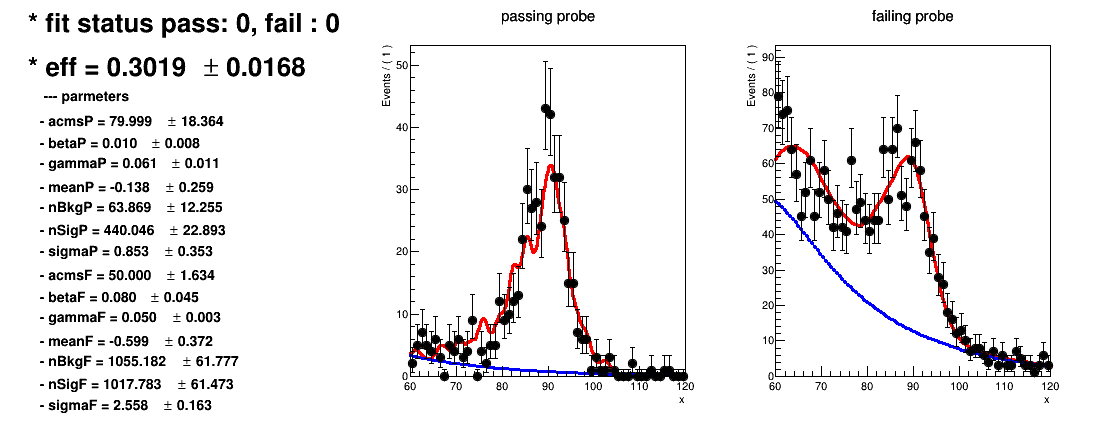 * fit status pass: 0, fail : 0
* eff = 0.3019 ± 0.0168
--- parmeters
- acmsP = 79.999 ± 18.364
- betaP = 0.010 ± 0.008
- gammaP = 0.061 ± 0.011
- meanP = -0.138 ± 0.259
- nBkgP = 63.869 ± 12.255
- nSigP = 440.046 ± 22.893
- sigmaP = 0.853 ± 0.353
- acmsF = 50.000 ± 1.634
- betaF = 0.080 ± 0.045
- gammaF = 0.050 ± 0.003
- meanF = -0.599 ± 0.372
- nBkgF = 1055.182 ± 61.777
- nSigF = 1017.783 ± 61.473
- sigmaF = 2.558 ± 0.163
passing probe
Events / ( 1 )
50
40
30
20
10
0
60 70 80 90 100 110 120
x
failing probe
Events / ( 1 )
90
80
70
60
50
40
30
20
10
0
60 70 80 90 100 110 120
x